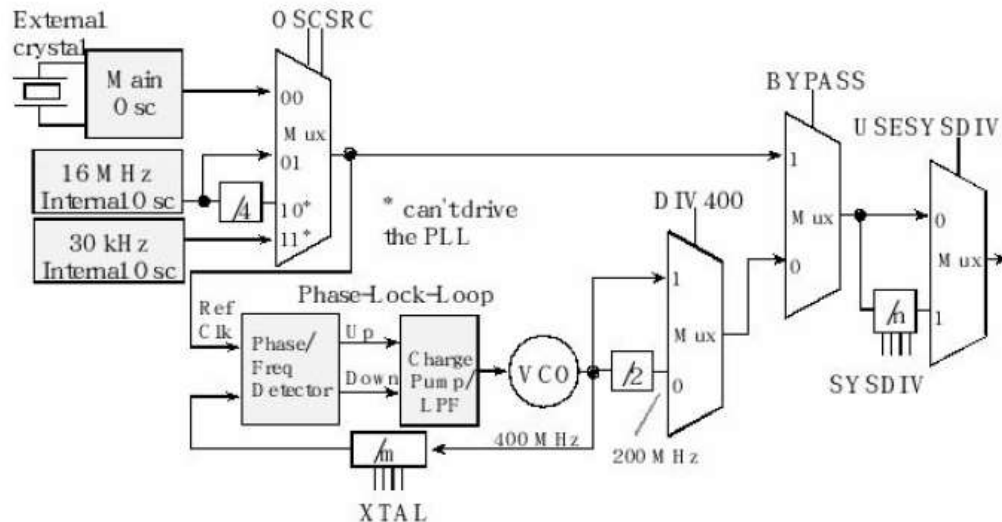 External
crystal
OSCSRC
Main
Osc
00
Mux
01
10*
11*
16 MHz
Internal Osc
/4
30 kHz
Internal Osc
* can't drive
the PLL
BYPASS
1
Mux
0
USESYSDIV
0
Mux
1
/n
SYSDIV
DIV400
1
Mux
0
Phase-Lock-Loop
Ref
Clk
Phase/
Freq
Detector
Up
Down
Charge
Pump/
LPF
VCO
/2
400 MHz
200 MHz
/m
XTAL